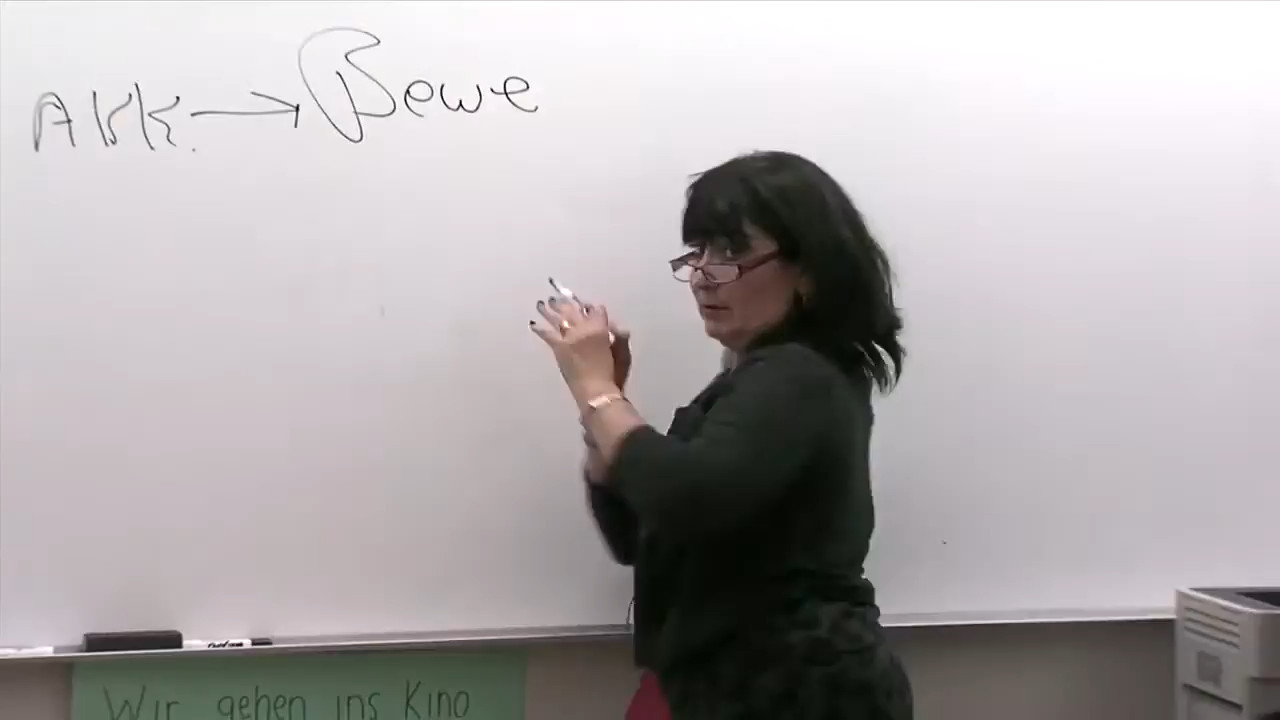 AKK. → Bewe
Wir gehen ins Kino